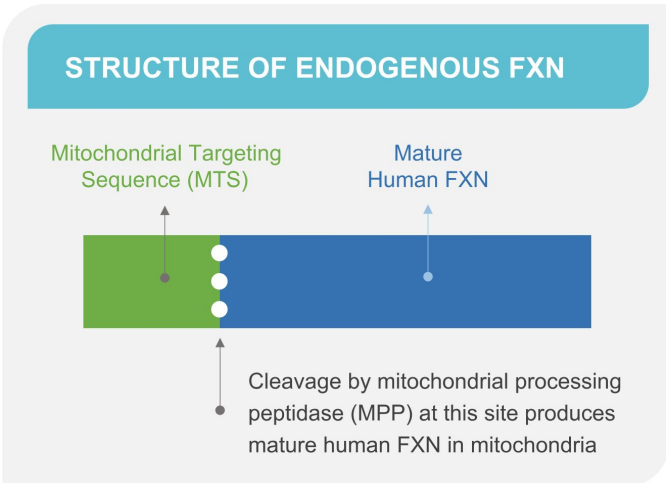 STRUCTURE OF ENDOGENOUS FXN
Mitochondrial Targeting
Sequence (MTS)
Mature
Human FXN
Cleavage by mitochondrial processing
peptidase (MPP) at this site produces
mature human FXN in mitochondria